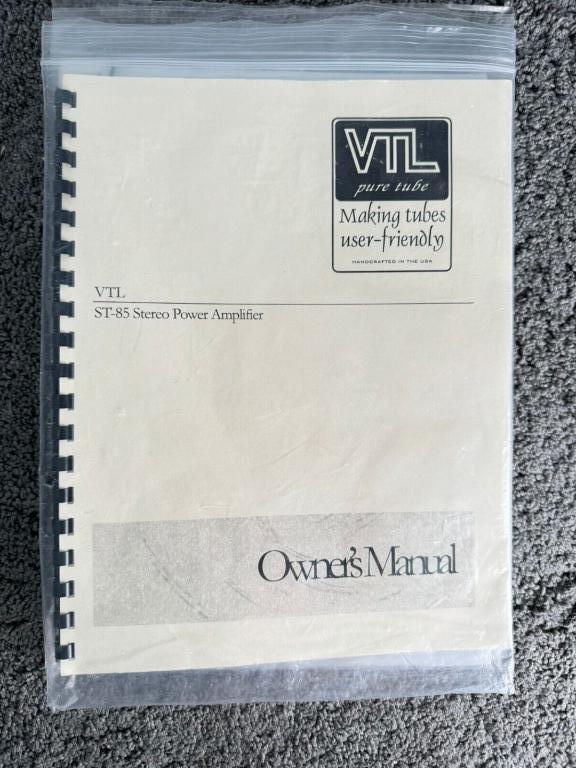 VTL
pure tube
Making tubes
user-friendly
HANDCRAFTED IN THE USA
VTL
ST-85 Stereo Power Amplifier
Owner's Manual